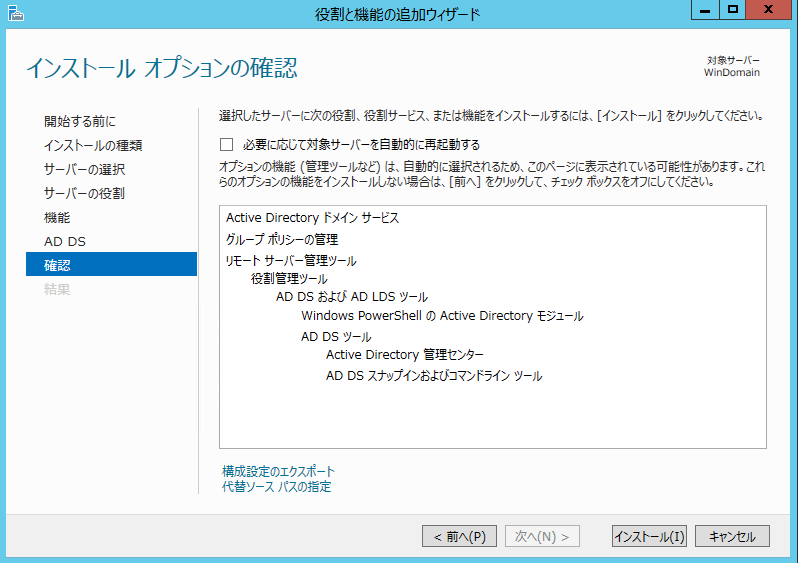 役割と機能の追加ウィザード
インストール オプションの確認
対象サーバー
WinDomain
開始する前に
インストールの種類
サーバーの選択
サーバーの役割
機能
AD DS
確認
結果
選択したサーバーに次の役割、役割サービス、または機能をインストールするには、[インストール] をクリックしてください。
必要に応じて対象サーバーを自動的に再起動する
オプションの機能 (管理ツールなど) は、自動的に選択されるため、このページに表示されている可能性があります。これ
らのオプションの機能をインストールしない場合は、[前へ] をクリックして、チェック ボックスをオフにしてください。
Active Directory ドメイン サービス
グループ ポリシーの管理
リモート サーバー管理ツール
役割管理ツール
AD DS および AD LDS ツール
Windows PowerShell の Active Directory モジュール
AD DS ツール
Active Directory 管理センター
AD DS スナップインおよびコマンドライン ツール
構成設定のエクスポート
代替ソース パスの指定
< 前へ(P)
次へ(N) >
インストール(I)
キャンセル